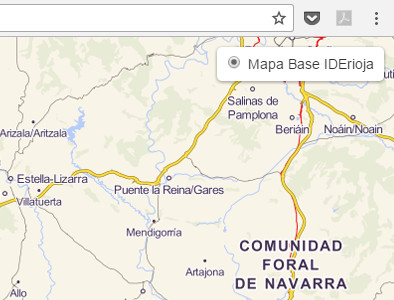 Mapa Base IDErioja
Salinas de
Pamplona
Beriáin
Noáin/Noain
Arizala/Aritzala
Estella-Lizarra
Villatuerta
Puente la Reina/Gares
Mendigorría
COMUNIDAD
FORAL
DE NAVARRA
Artajona
Allo